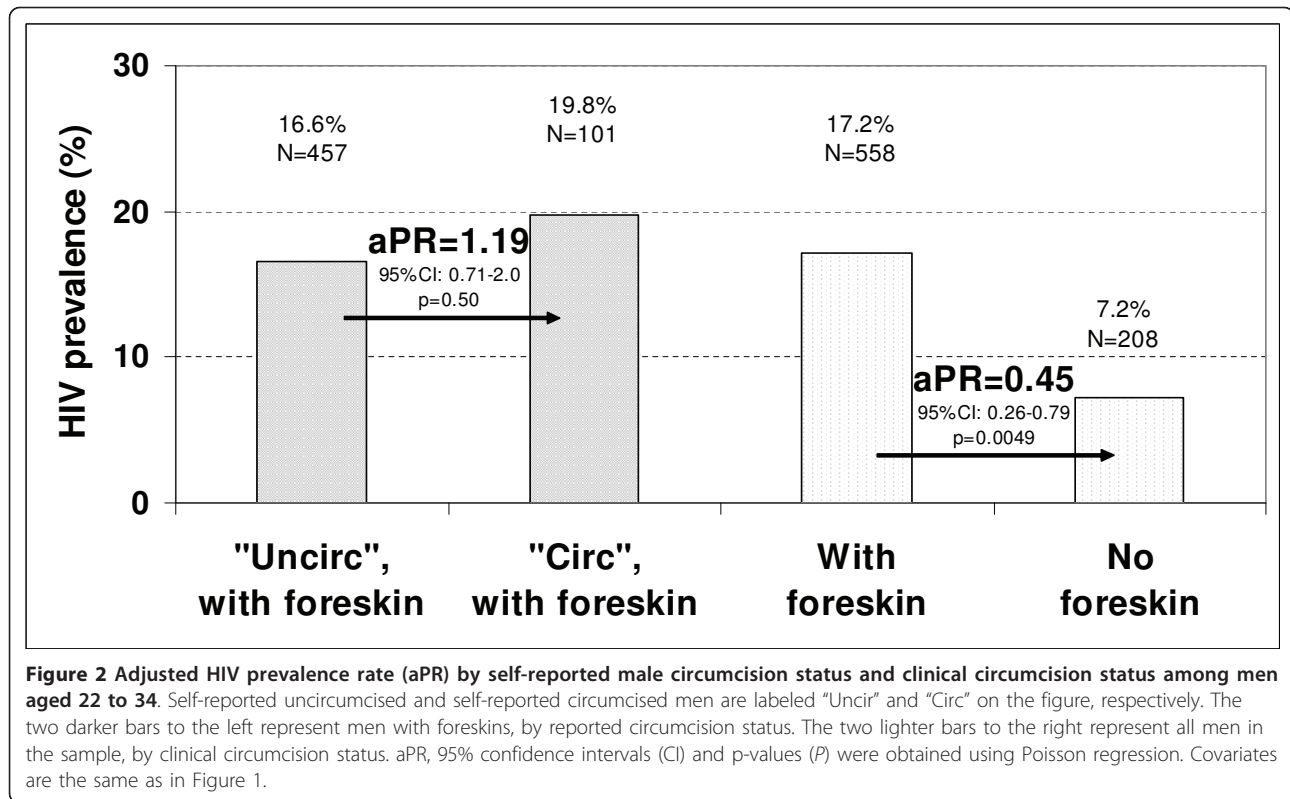 30
20
10
0
HIV prevalence (%)
16.6%
N=457
19.8%
N=101
17.2%
N=558
7.2%
N=208
aPR=1.19
95%CI: 0.71-2.0
p=0.50
aPR=0.45
95%CI: 0.26-0.79
p=0.0049
"Uncirc",
with foreskin
"Circ",
with foreskin
With
foreskin
No
foreskin
Figure 2 Adjusted HIV prevalence rate (aPR) by self-reported male circumcision status and clinical circumcision status among men
aged 22 to 34. Self-reported uncircumcised and self-reported circumcised men are labeled “Uncir” and “Circ” on the figure, respectively. The
two darker bars to the left represent men with foreskins, by reported circumcision status. The two lighter bars to the right represent all men in
the sample, by clinical circumcision status. aPR, 95% confidence intervals (CI) and p-values (P) were obtained using Poisson regression. Covariates
are the same as in Figure 1.